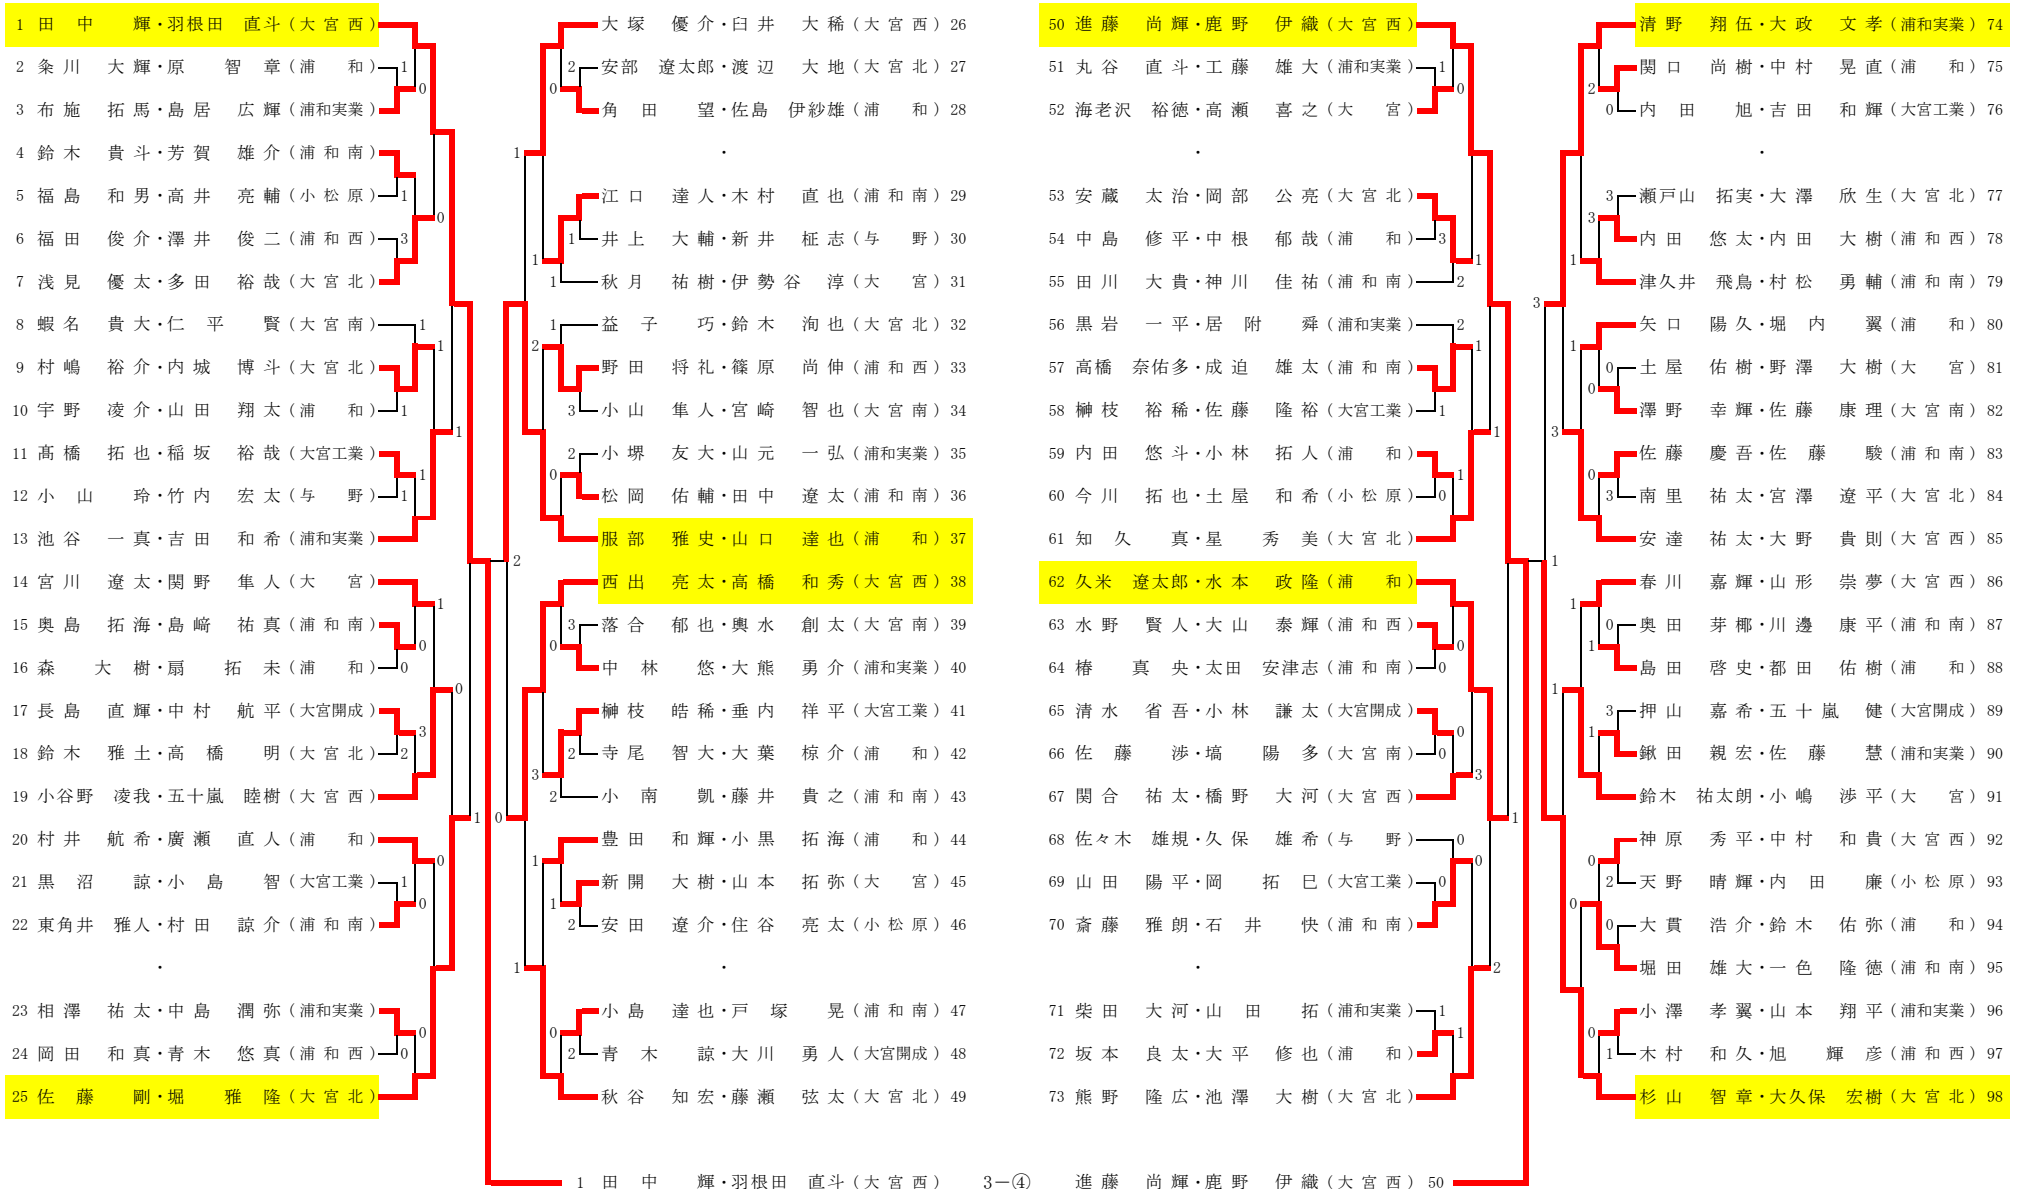 1 田中 輝・羽根田 直斗(大宮西)
2 粂川 大輝・原 智章(浦和)
3 布施 拓馬・島居 広輝(浦和実業)
4 鈴木 貴斗・芳賀 雄介(浦和南)
5 福島 和男・高井 亮輔(小松原)
6 福田 俊介・澤井 俊二(浦和西)
7 浅見 優太・多田 裕哉(大宮北)
8 蝦名 貴大・仁平 賢(大宮南)
9 村嶋 裕介・内城 博斗(大宮北)
10 宇野 凌介・山田 翔太(浦和)
11 髙橋 拓也・稲坂 裕哉(大宮工業)
12 小山 玲・竹内 宏太(与野)
13 池谷 一真・吉田 和希(浦和実業)
14 宮川 遼太・関野 隼人(大宮)
15 奥島 拓海・島﨑 祐真(浦和南)
16 森 大樹・扇 拓未(浦和)
17 長島 直輝・中村 航平(大宮開成)
18 鈴木 雅士・高橋 明(大宮北)
19 小谷野 凌我・五十嵐 睦樹(大宮西)
20 村井 航希・廣瀬 直人(浦和)
21 黒沼 諒・小島 智(大宮工業)
22 東角井 雅人・村田 諒介(浦和南)
・
23 相澤 祐太・中島 潤弥(浦和実業)
24 岡田 和真・青木 悠真(浦和西)
25 佐藤 剛・堀 雅隆(大宮北)
大塚 優介・臼井 大稀(大宮西) 26
安部 遼太郎・渡辺 大地(大宮北) 27
角田 望・佐島 伊紗雄(浦和) 28
・
江口 達人・木村 直也(浦和南) 29
井上 大輔・新井 柾志(与野) 30
秋月 祐樹・伊勢谷 淳(大宮) 31
益子 巧・鈴木 洵也(大宮北) 32
野田 将礼・篠原 尚伸(浦和西) 33
小山 隼人・宮崎 智也(大宮南) 34
小堺 友大・山元 一弘(浦和実業) 35
松岡 佑輔・田中 遼太(浦和南) 36
服部 雅史・山口 達也(浦和) 37
西出 亮太・高橋 和秀(大宮西) 38
落合 郁也・輿水 創太(大宮南) 39
中林 悠・大熊 勇介(浦和実業) 40
榊枝 皓稀・垂内 祥平(大宮工業) 41
寺尾 智大・大葉 椋介(浦和) 42
小南 凱・藤井 貴之(浦和南) 43
豊田 和輝・小黒 拓海(浦和) 44
新開 大樹・山本 拓弥(大宮) 45
安田 遼介・住谷 亮太(小松原) 46
・
小島 達也・戸塚 晃(浦和南) 47
青木 諒・大川 勇人(大宮開成) 48
秋谷 知宏・藤瀬 弦太(大宮北) 49
50 進藤 尚輝・鹿野 伊織(大宮西)
51 丸谷 直斗・工藤 雄大(浦和実業)
52 海老沢 裕徳・高瀬 喜之(大宮)
・
53 安蔵 太治・岡部 公亮(大宮北)
54 中島 修平・中根 郁哉(浦和)
55 田川 大貴・神川 佳祐(浦和南)
56 黒岩 一平・居附 舜(浦和実業)
57 高橋 奈佑多・成迫 雄太(浦和南)
58 榊枝 裕稀・佐藤 隆裕(大宮工業)
59 内田 悠斗・小林 拓人(浦和)
60 今川 拓也・土屋 和希(小松原)
61 知久 真・星 秀美(大宮北)
62 久米 遼太郎・水本 政隆(浦和)
63 水野 賢人・大山 泰輝(浦和西)
64 椿 真央・太田 安津志(浦和南)
65 清水 省吾・小林 謙太(大宮開成)
66 佐藤 渉・塙 陽多(大宮南)
67 関合 祐太・橋野 大河(大宮西)
68 佐々木 雄規・久保 雄希(与野)
69 山田 陽平・岡 拓巳(大宮工業)
70 斎藤 雅朗・石井 快(浦和南)
・
71 柴田 大河・山田 拓(浦和実業)
72 坂本 良太・大平 修也(浦和)
73 熊野 隆広・池澤 大樹(大宮北)
清野 翔伍・大政 文孝(浦和実業) 74
関口 尚樹・中村 晃直(浦和) 75
内田 旭・吉田 和輝(大宮工業) 76
・
瀬戸山 拓実・大澤 欣生(大宮北) 77
内田 悠太・内田 大樹(浦和西) 78
津久井 飛鳥・村松 勇輔(浦和南) 79
矢口 陽久・堀内 翼(浦和) 80
土屋 佑樹・野澤 大樹(大宮) 81
澤野 幸輝・佐藤 康理(大宮南) 82
佐藤 慶吾・佐藤 駿(浦和南) 83
南里 祐太・宮澤 遼平(大宮北) 84
安達 祐太・大野 貴則(大宮西) 85
春川 嘉輝・山形 崇夢(大宮西) 86
奥田 芽椰・川邊 康平(浦和南) 87
島田 啓史・都田 佑樹(浦和) 88
押山 嘉希・五十嵐 健(大宮開成) 89
鍬田 親宏・佐藤 慧(浦和実業) 90
鈴木 祐太朗・小嶋 渉平(大宮) 91
神原 秀平・中村 和貴(大宮西) 92
天野 晴輝・内田 廉(小松原) 93
大貫 浩介・鈴木 佑弥(浦和) 94
堀田 雄大・一色 隆徳(浦和南) 95
小澤 孝翼・山本 翔平(浦和実業) 96
木村 和久・旭 輝彦(浦和西) 97
杉山 智章・大久保 宏樹(大宮北) 98
1 田中 輝・羽根田 直斗(大宮西) 3－④ 進藤 尚輝・鹿野 伊織(大宮西) 50